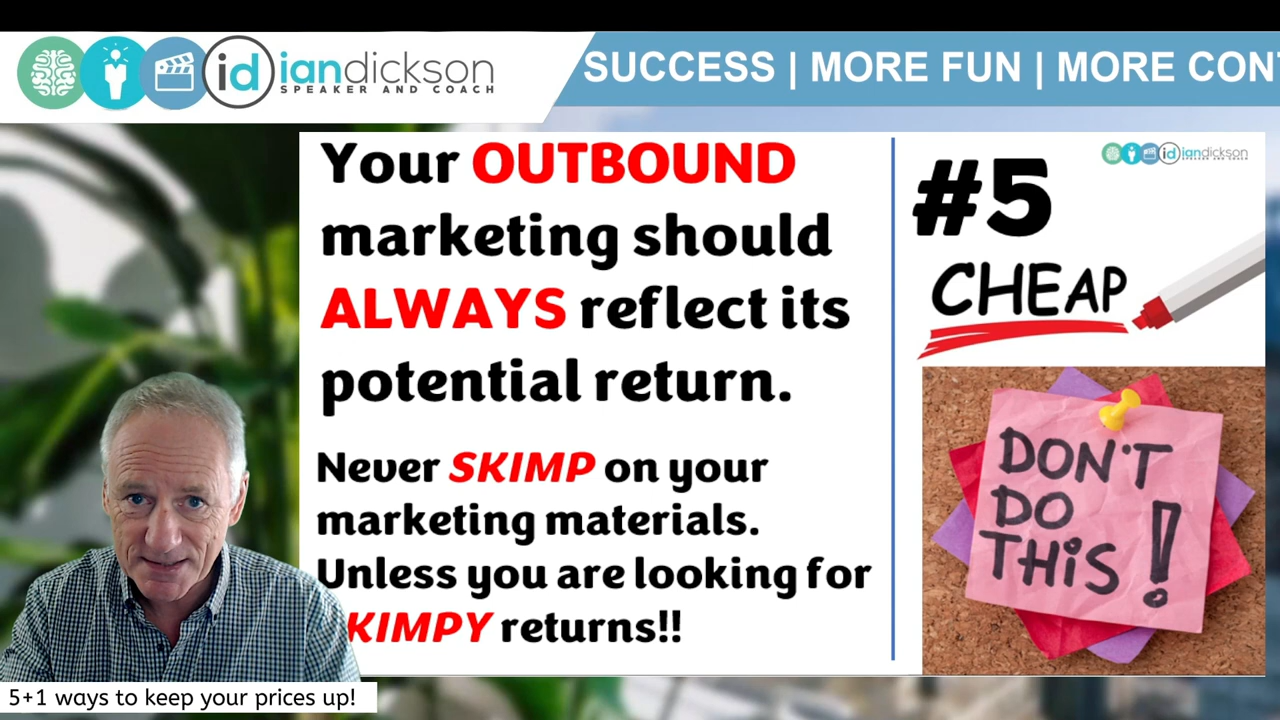 id iandickson
SPEAKER AND COACH
SUCCESS | MORE FUN | MORE CON
Your OUTBOUND
marketing should
ALWAYS reflect its
potential return.
Never SKIMP on your
marketing materials.
Unless you are looking for
KIMPY returns!!
id iandickson
#5
CHEAP
DON'T
DO
THIS!
5+1 ways to keep your prices up!